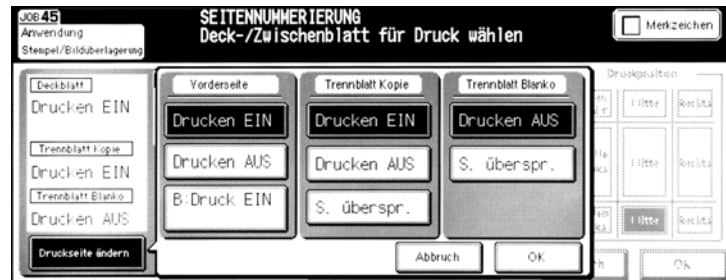 JOB 45
Anwendung
Stempel/Bildüberlagerung
SEITENNUMMERIERUNG
Deck-/Zwischenblatt für Druck wählen
Merkzeichen
Deckblatt
Drucken EIN
Trennblatt Kopie
Drucken EIN
Trennblatt Blanko
Drucken AUS
Druckseite ändern
Vorderseite
Drucken EIN
Drucken AUS
B:Druck EIN
Trennblatt Kopie
Drucken EIN
Drucken AUS
S. überspr.
Trennblatt Blanko
Drucken AUS
S. überspr.
Abbruch
OK
Druckposition
Mitte
Rechts
Mitte
Rechts
Mitte
Rechts
OK